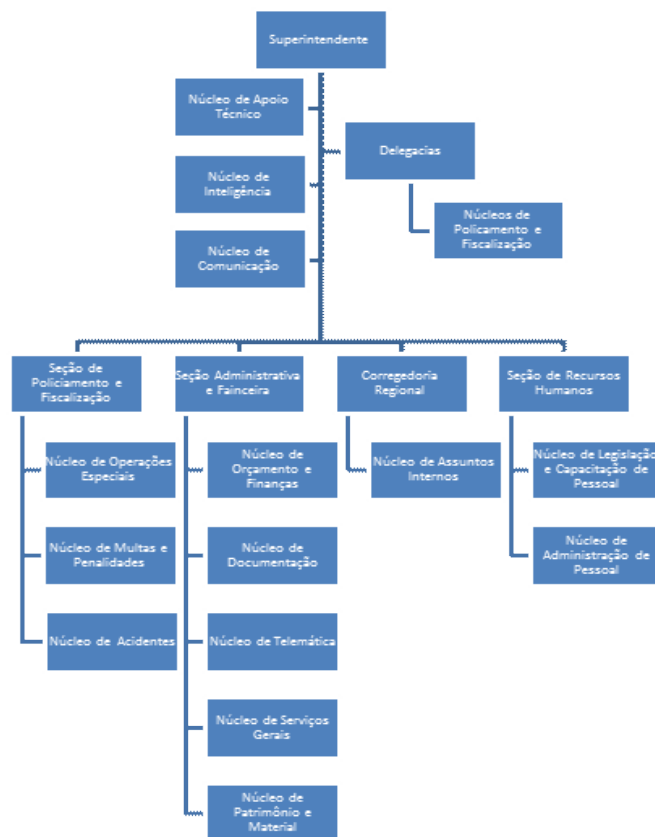 Superintendente
Núcleo de Apoio
Técnico
Delegacias
Núcleo de
Inteligência
Núcleos de
Policamento e
Fiscalização
Núcleo de
Comunicação
Seção de
Policiamento e
Fiscalização
Seção Administrativa
e Fainceira
Corregedoria
Regional
Seção de Recursos
Humanos
Núcleo de Operações
Especiais
Núcleo de
Orçamento e
Finanças
Núcleo de Assuntos
Internos
Núcleo de Legislação
e Capacitação de
Pessoal
Núcleo de Multas e
Penalidades
Núcleo de
Documentação
Núcleo de
Administração de
Pessoal
Núcleo de Acidentes
Núcleo de Telemática
Núcleo de Serviços
Gerais
Núcleo de
Patrimônio e
Material